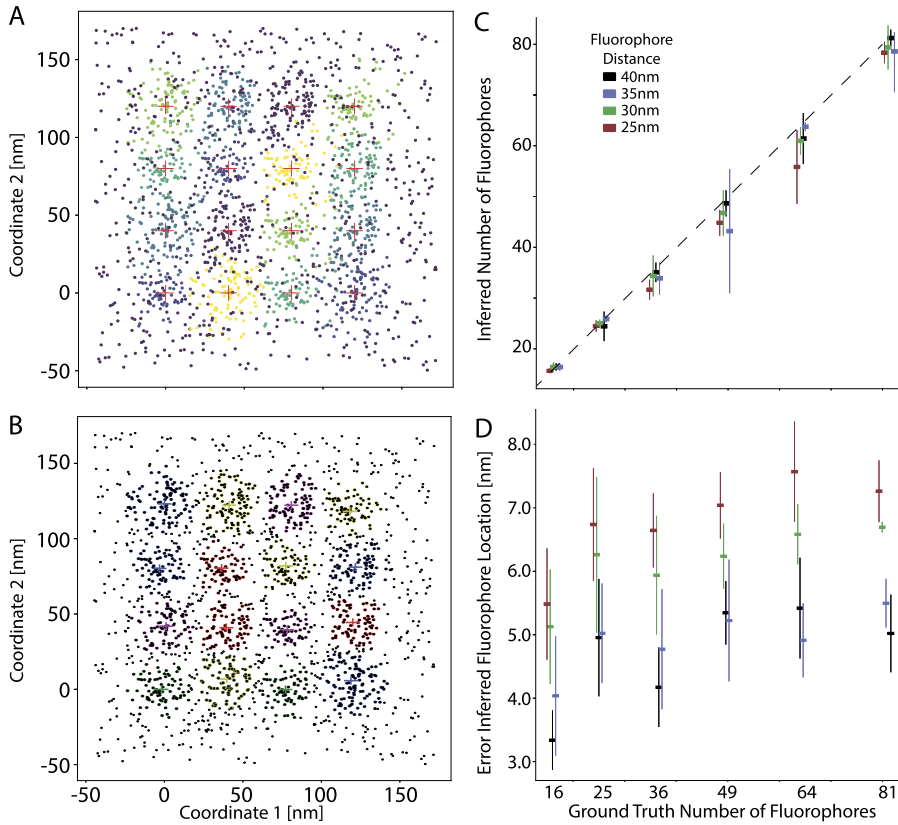 A
Coordinate 2 [nm]
150
100
50
0
-50
B
Coordinate 2 [nm]
150
100
50
0
-50
-50
0
50
100
150
Coordinate 1 [nm]
C
Inferred Number of Fluorophores
80
60
40
20
Fluorophore
Distance
40nm
35nm
30nm
25nm
D
Error Inferred Fluorophore Location [nm]
8.0
7.0
6.0
5.0
4.0
3.0
16
25
36
49
64
81
Ground Truth Number of Fluorophores